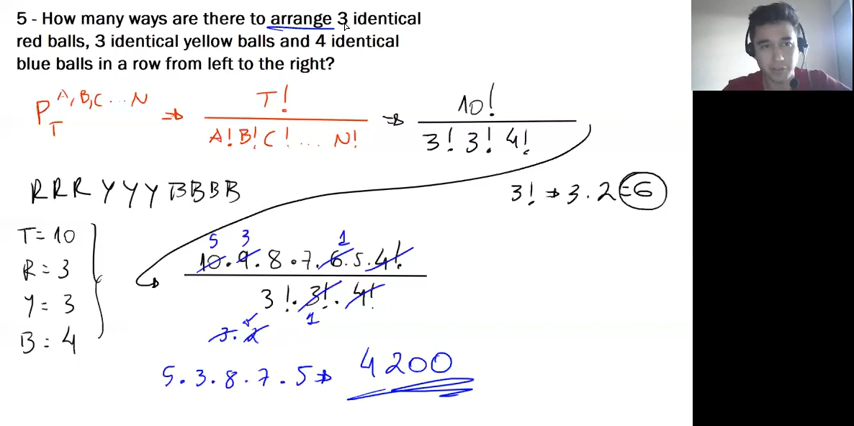 5 - How many ways are there to arrange 3 identical
red balls, 3 identical yellow balls and 4 identical
blue balls in a row from left to the right?
P_T^{A,B,C...N} → T! / A!B!C!...N! → 10! / 3! 3! 4!
RRRYYYBBBB
3! → 3.2=6
T=10
R=3
Y=3
B:4
5 3 1
10.9.8.7.6.5.4!
3!.3!.4!
3.2 1
5.3.8.7.5→ 4200